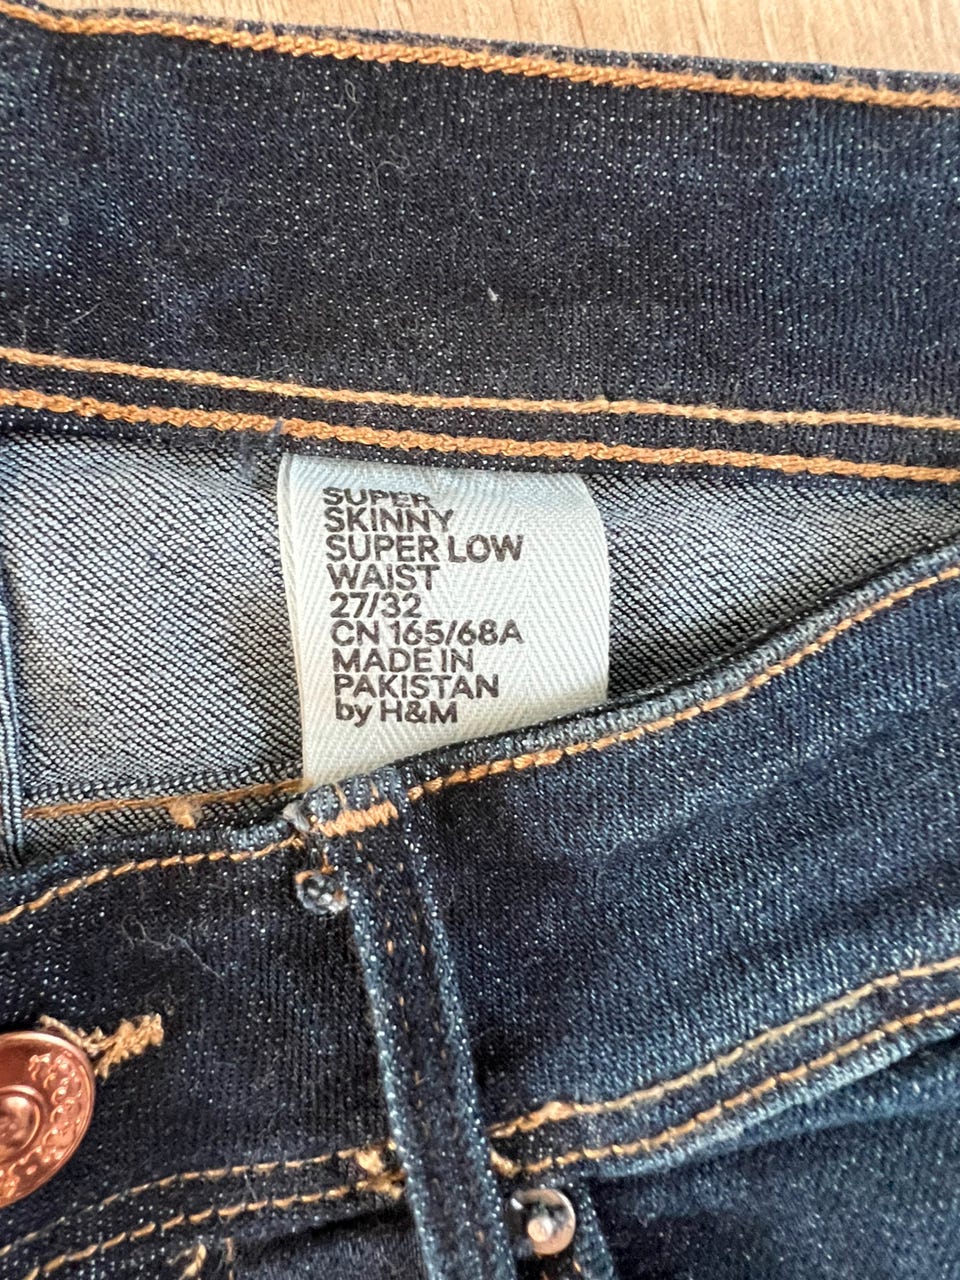 SUPER
SKINNY
SUPER LOW
WAIST
27/32
CN 165/68A
MADE IN
PAKISTAN
by H&M